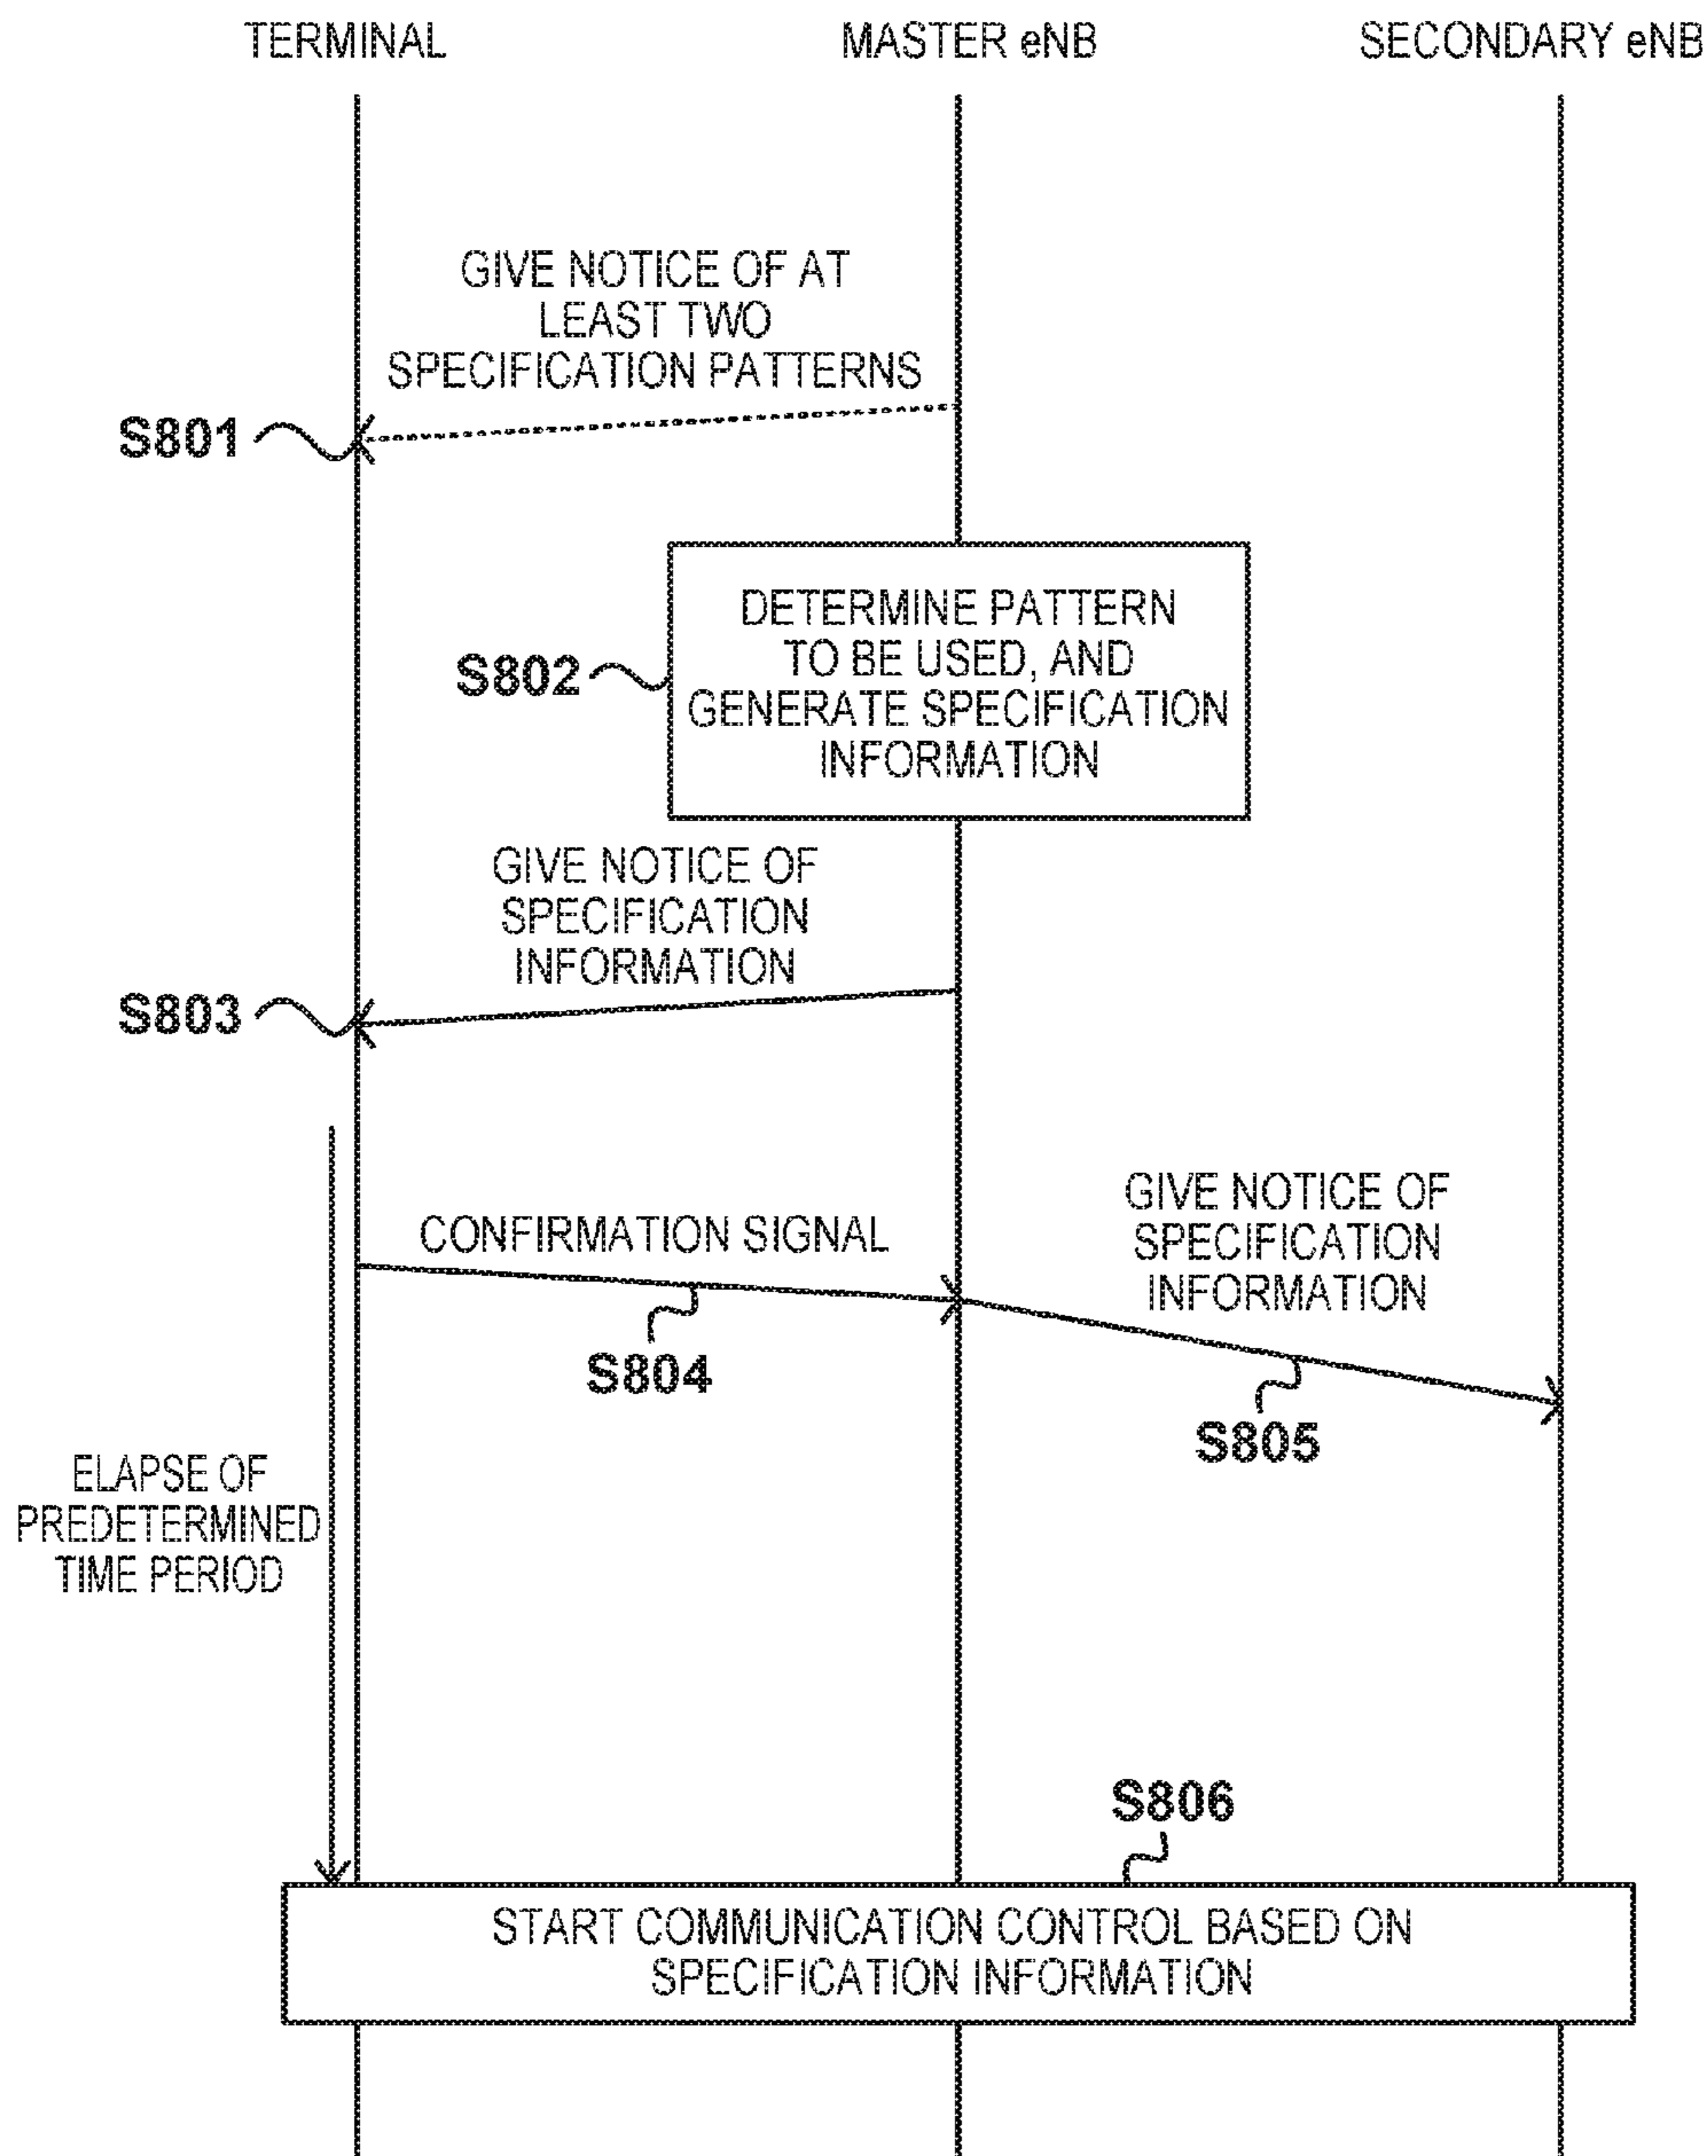 TERMINAL
MASTER eNB
SECONDARY eNB
GIVE NOTICE OF AT
LEAST TWO
SPECIFICATION PATTERNS
S801
DETERMINE PATTERN
TO BE USED, AND
GENERATE SPECIFICATION
INFORMATION
S802
GIVE NOTICE OF
SPECIFICATION
INFORMATION
S803
CONFIRMATION SIGNAL
S804
GIVE NOTICE OF
SPECIFICATION
INFORMATION
S805
ELAPSE OF
PREDETERMINED
TIME PERIOD
S806
START COMMUNICATION CONTROL BASED ON
SPECIFICATION INFORMATION